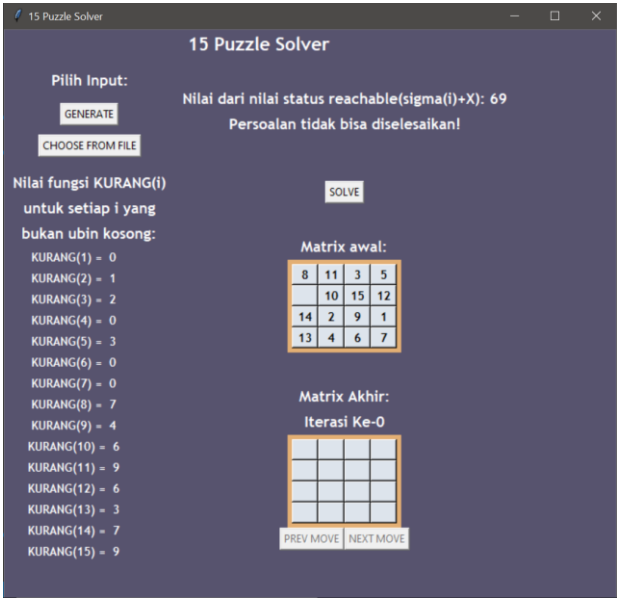 15 Puzzle Solver
15 Puzzle Solver
Pilih Input:
GENERATE
CHOOSE FROM FILE
Nilai fungsi KURANG(i)
untuk setiap i yang
bukan ubin kosong:
KURANG(1) = 0
KURANG(2) = 1
KURANG(3) = 2
KURANG(4) = 0
KURANG(5) = 3
KURANG(6) = 0
KURANG(7) = 0
KURANG(8) = 7
KURANG(9) = 4
KURANG(10) = 6
KURANG(11) = 9
KURANG(12) = 6
KURANG(13) = 3
KURANG(14) = 7
KURANG(15) = 9
Nilai dari nilai status reachable(sigma(i)+X): 69
Persoalan tidak bisa diselesaikan!
SOLVE
Matrix awal:
8 11 3 5
10 15 12
14 2 9 1
13 4 6 7
Matrix Akhir:
Iterasi Ke-0
PREV MOVE NEXT MOVE